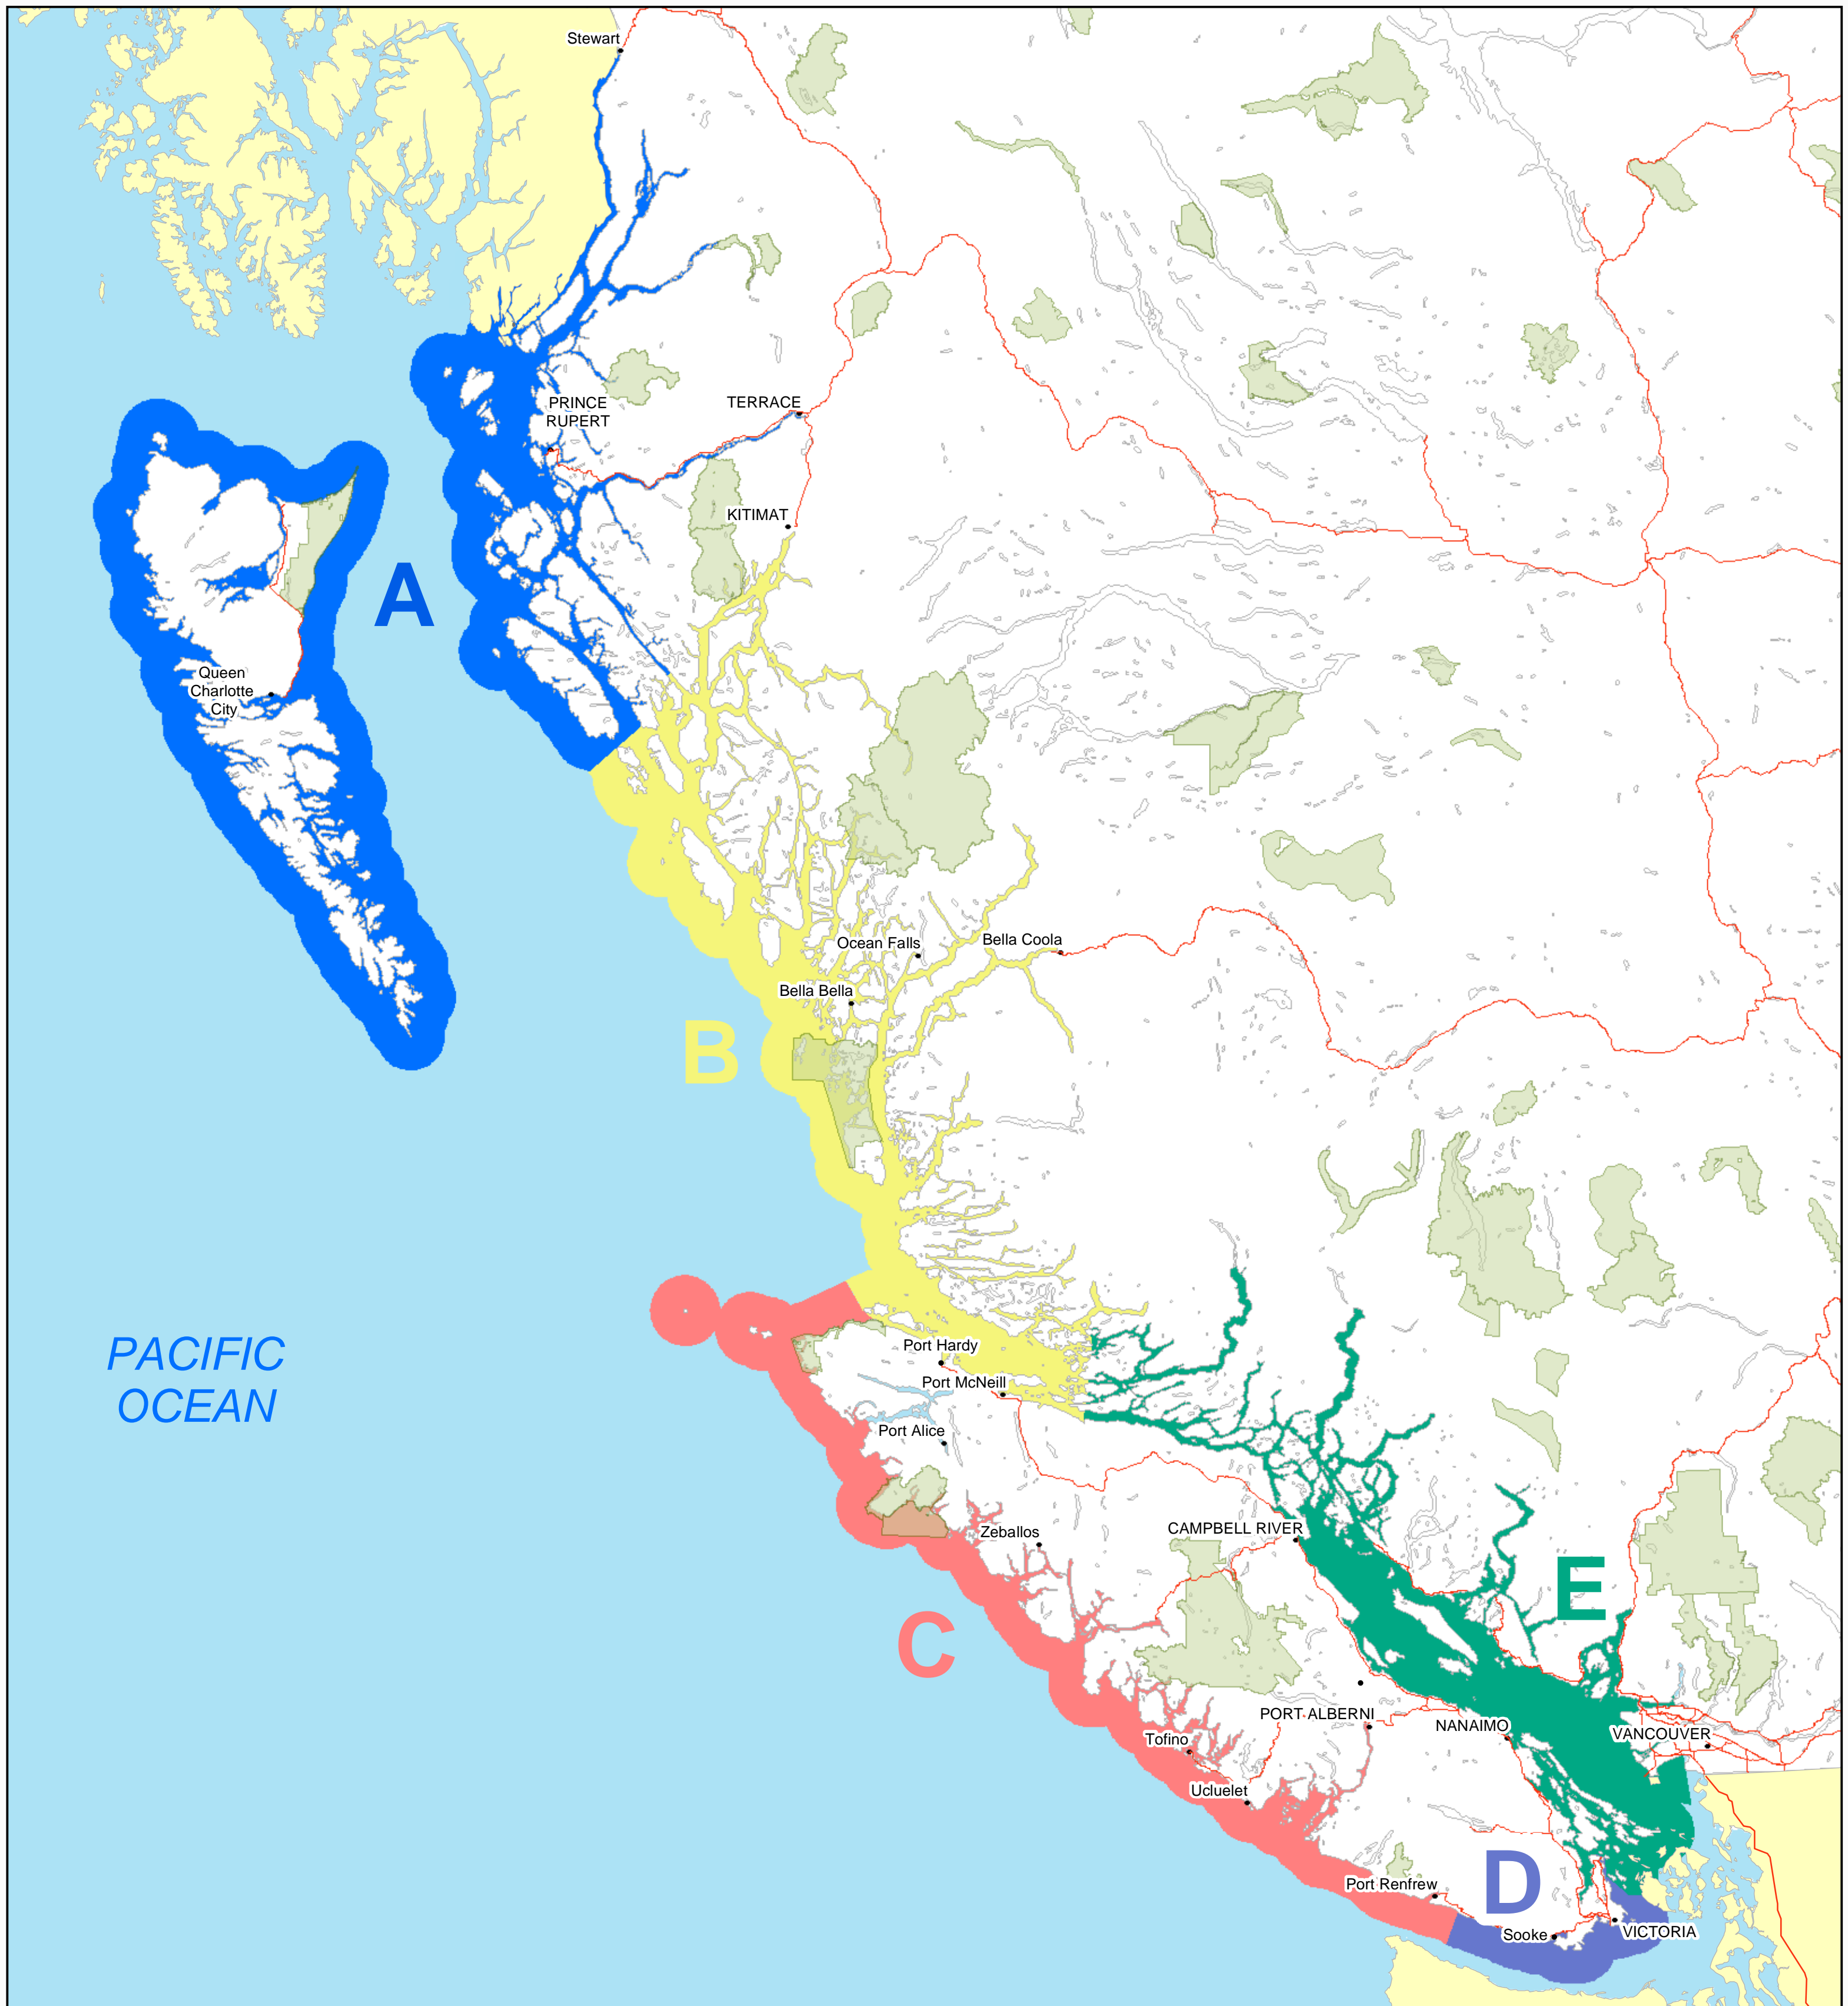 Stewart
PRINCE
RUPERT
TERRACE
KITIMAT
A
Queen
Charlotte
City
Ocean Falls
Bella Coola
Bella Bella
B
PACIFIC
OCEAN
Port Hardy
Port McNeill
Port Alice
Zeballos
CAMPBELL RIVER
E
C
PORT ALBERNI
NANAIMO
VANCOUVER
Tofino
Ucluelet
Port Renfrew
D
Sooke
VICTORIA